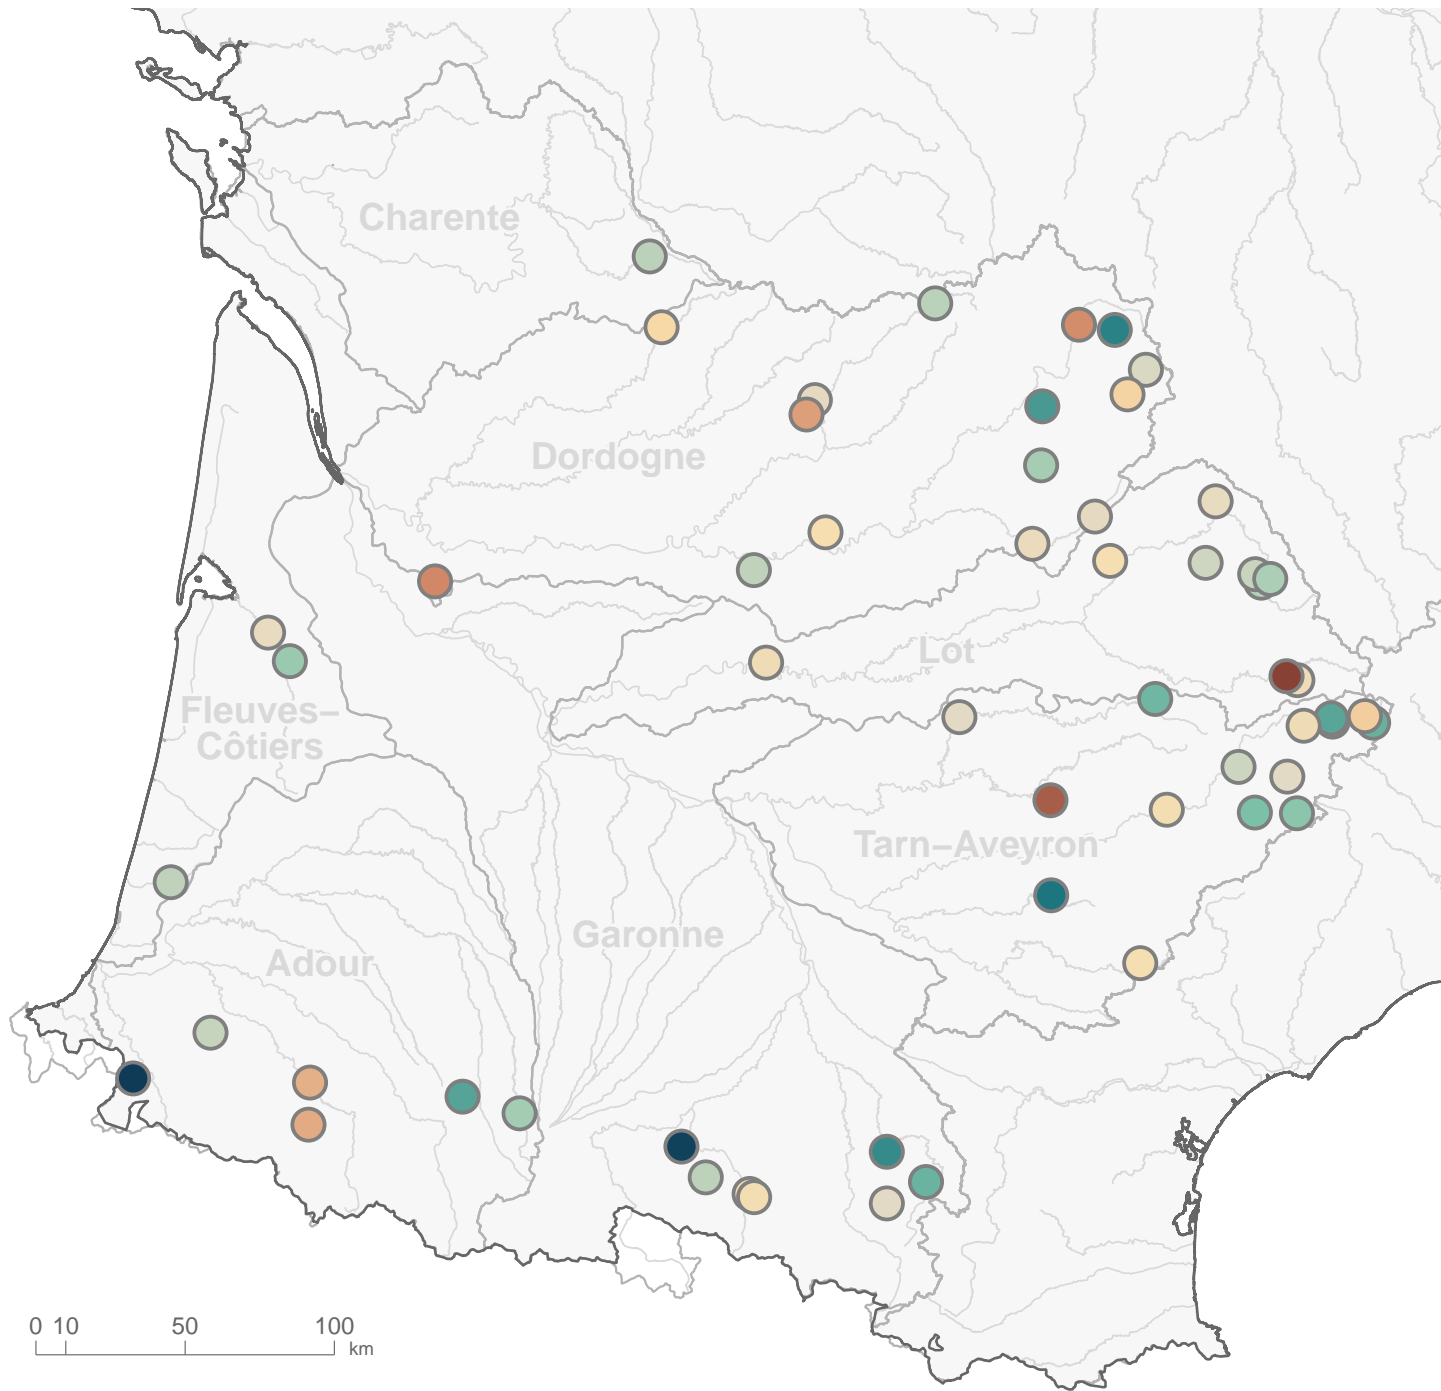 Charente
Dordogne
Lot
Fleuves–
Côtiers
Tarn–Aveyron
Garonne
Adour
0 10 50 100
km